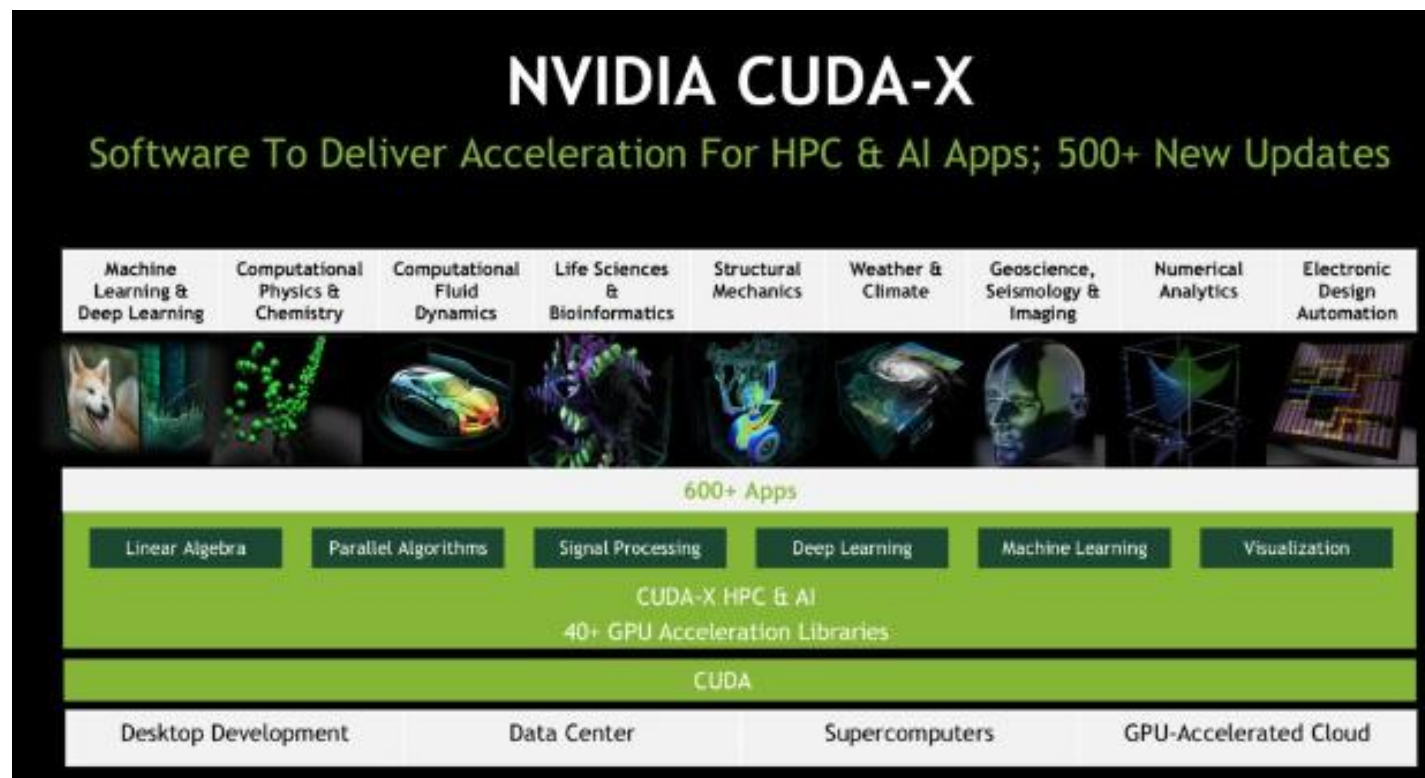 NVIDIA CUDA-X
Software To Deliver Acceleration For HPC & AI Apps; 500+ New Updates
Machine
Learning &
Deep Learning
Computational
Physics &
Chemistry
Computational
Fluid
Dynamics
Life Sciences
&
Bioinformatics
Structural
Mechanics
Weather &
Climate
Geoscience,
Seismology &
Imaging
Numerical
Analytics
Electronic
Design
Automation
600+ Apps
Linear Algebra
Parallel Algorithms
Signal Processing
Deep Learning
Machine Learning
Visualization
CUDA-X HPC & AI
40+ GPU Acceleration Libraries
CUDA
Desktop Development
Data Center
Supercomputers
GPU-Accelerated Cloud